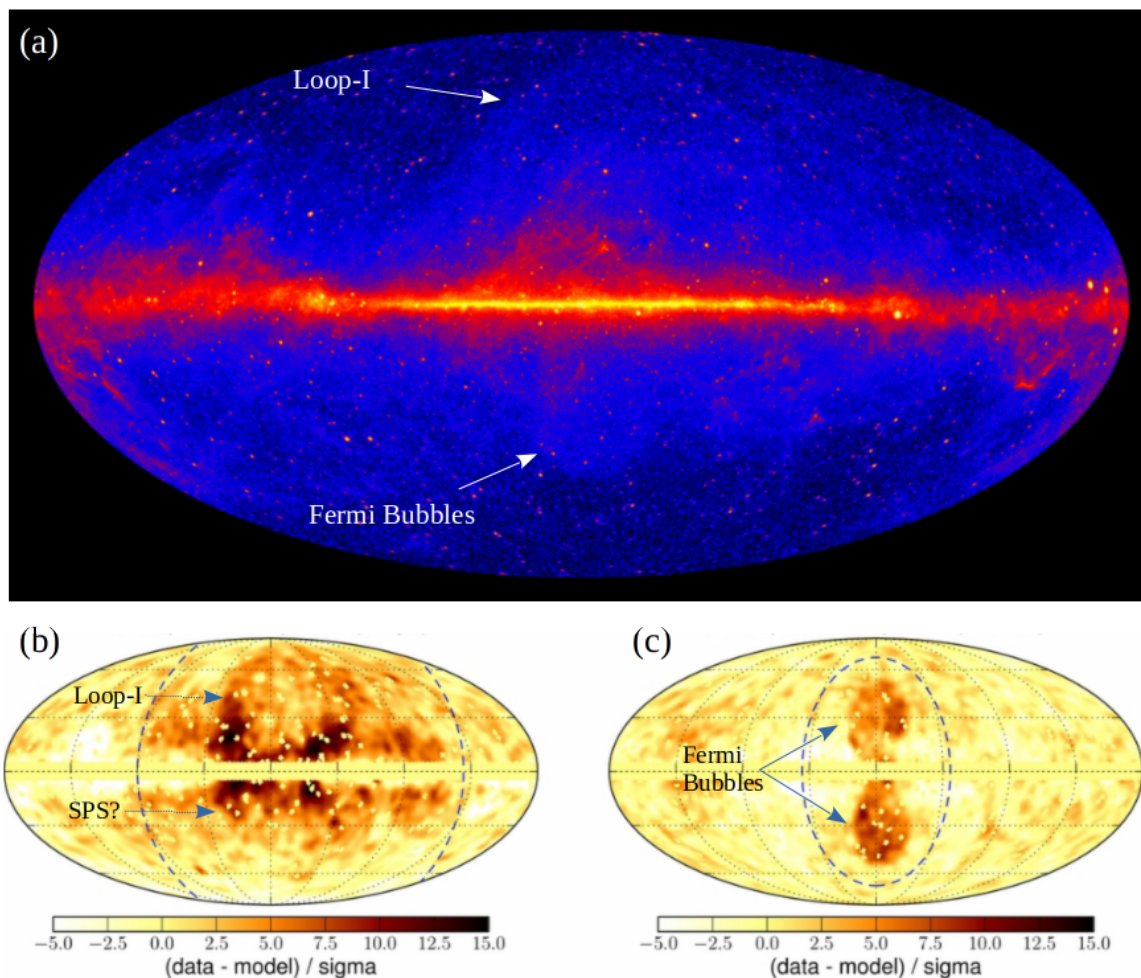 (a)
Loop-I
Fermi Bubbles
(b)
Loop-I
SPS?
−5.0 −2.5 0.0 2.5 5.0 7.5 10.0 12.5 15.0
(data - model) / sigma
(c)
Fermi
Bubbles
−5.0 −2.5 0.0 2.5 5.0 7.5 10.0 12.5 15.0
(data - model) / sigma